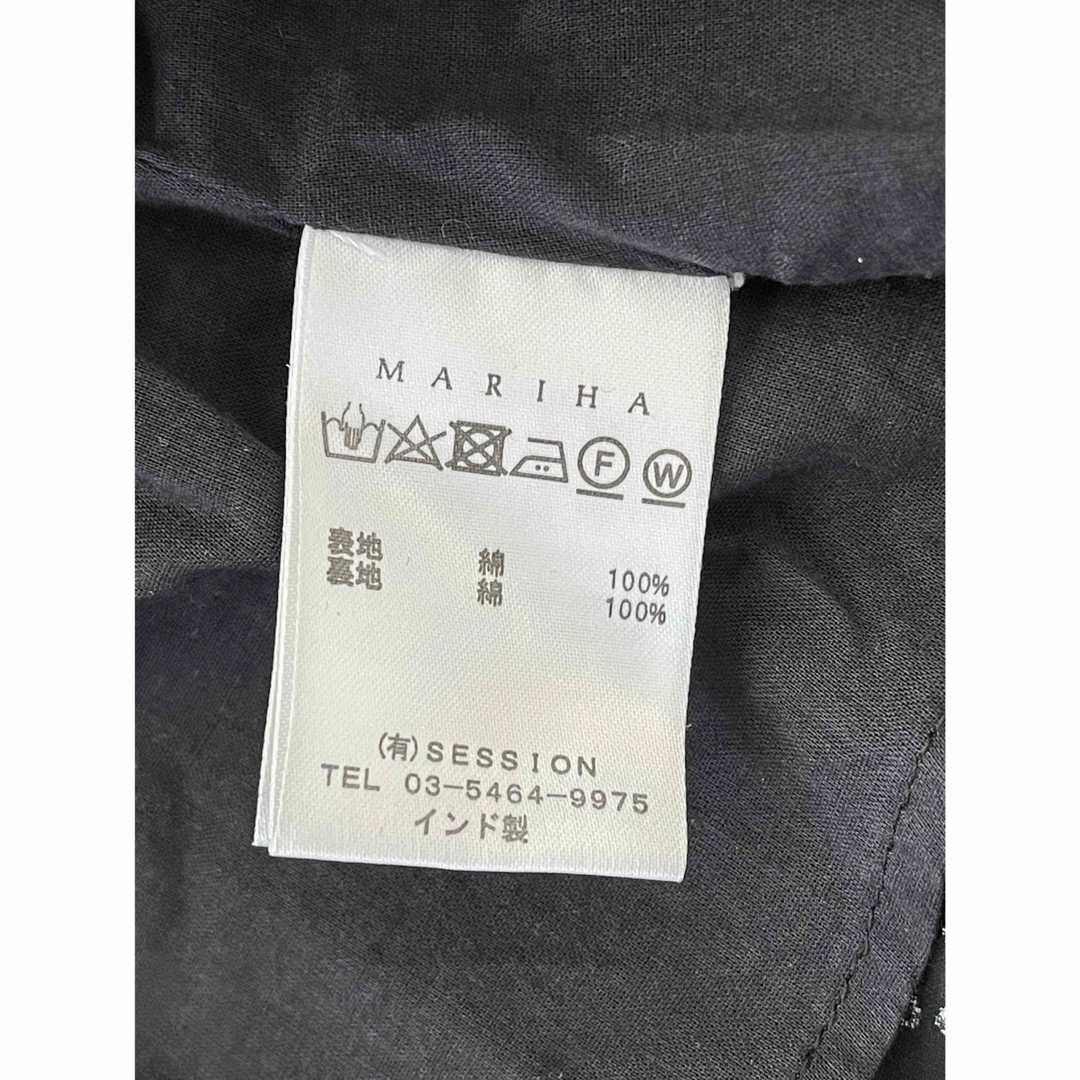 MARIHA
F W
表地 綿 100%
裏地 綿 100%
(有)SESSION
TEL 03-5464-9975
インド製